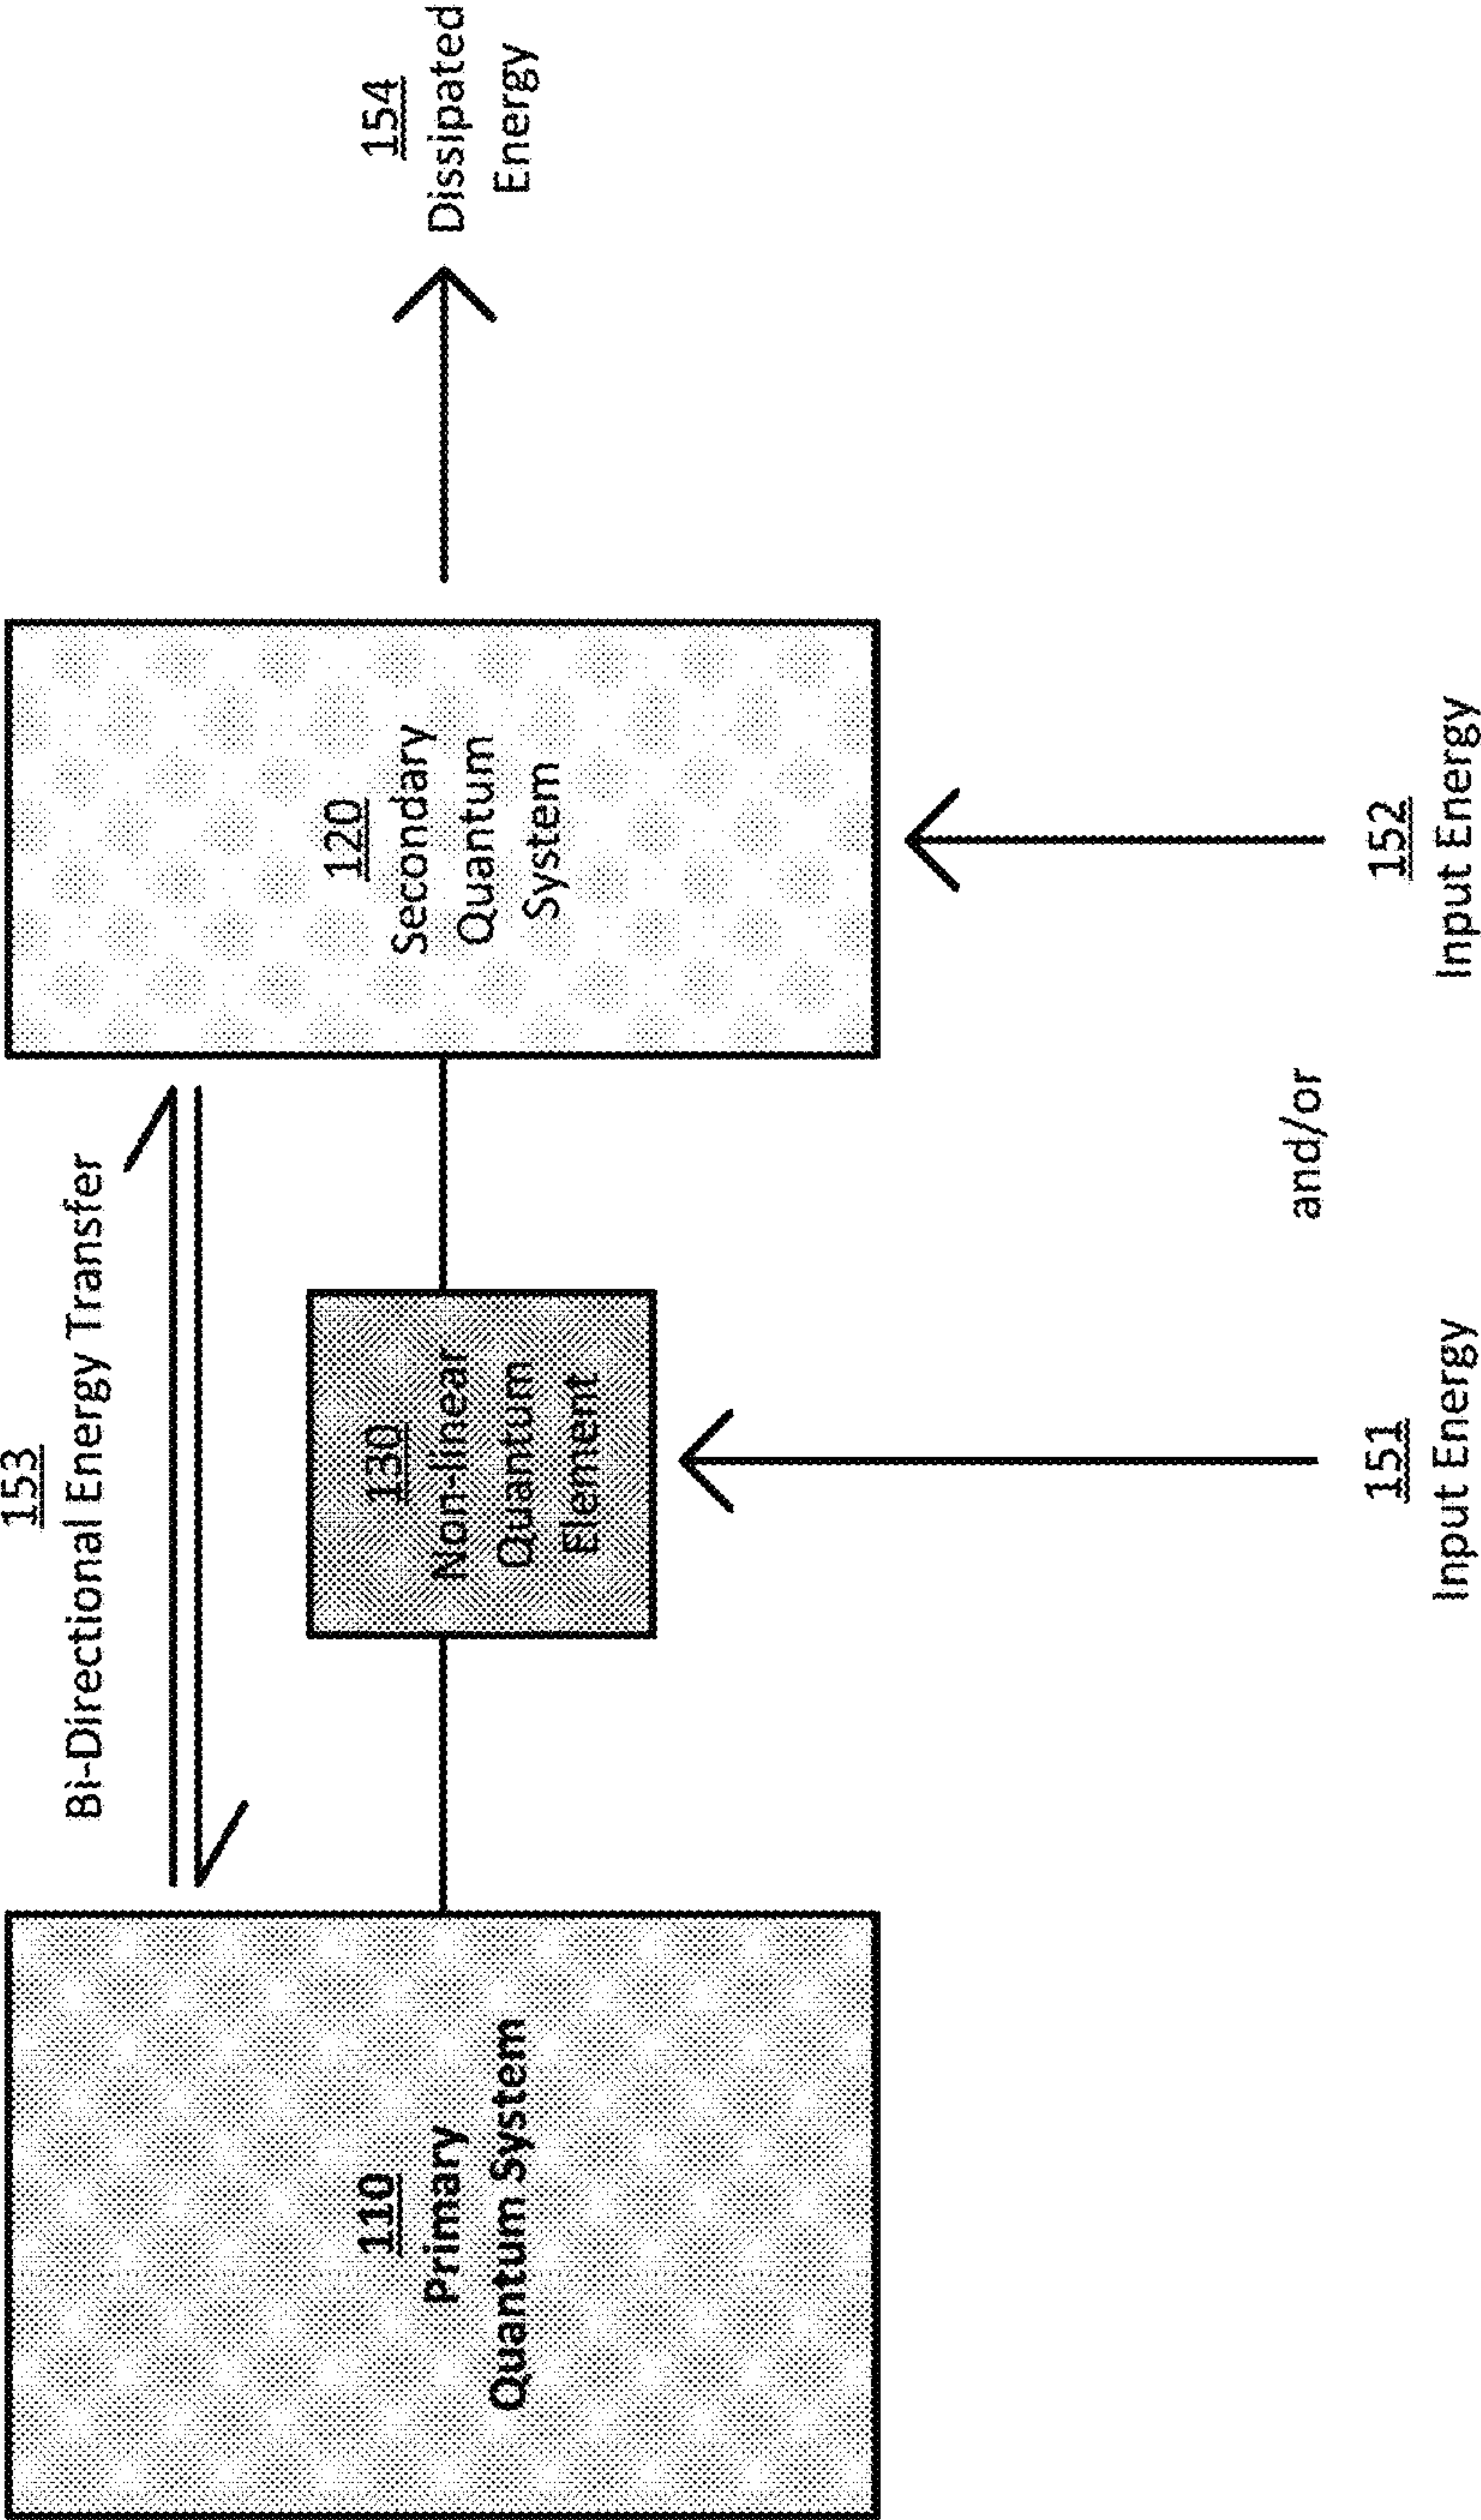 153
Bi-Directional Energy Transfer
110
Primary
Quantum System
130
Non-linear
Quantum
Element
120
Secondary
Quantum
System
154
Dissipated
Energy
151
Input Energy
and/or
152
Input Energy